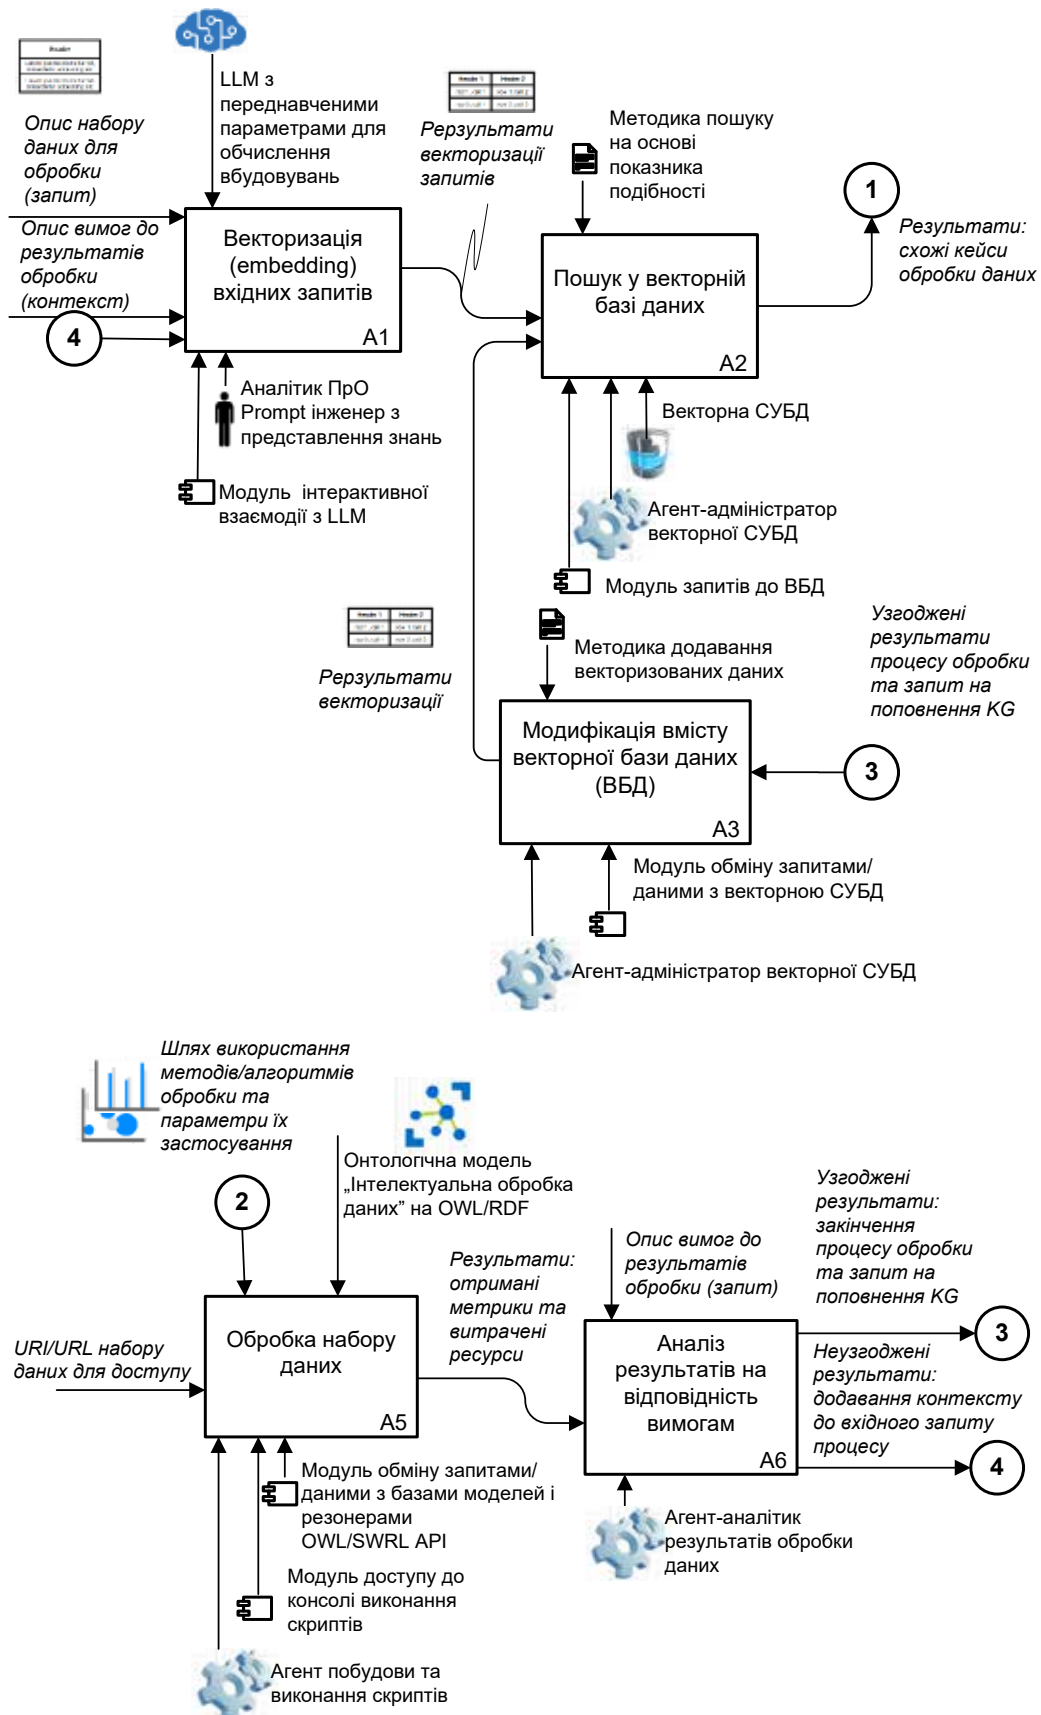 Header
LLM з
переднавченими
параметрами для
обчислення
вбудовувань
Опис набору
даних для
обробки
(запит)
Опис вимог до
результатів
обробки
(контекст)
4
Векторизація
(embedding)
вхідних запитів
A1
Аналітик ПрО
Prompt інженер з
представлення знань
Модуль  інтерактивної
взаємодії з LLM
Header 1 Header 2
Рерзультати
векторизації
запитів
Методика пошуку
на основі
показника
подібності
Пошук у векторній
базі даних
A2
1
Результати:
схожі кейси
обробки даних
Векторна СУБД
Агент-адміністратор
векторної СУБД
Модуль запитів до ВБД
Header 1 Header 2
Рерзультати
векторизації
Методика додавання
векторизованих даних
Узгоджені
результати
процесу обробки
та запит на
поповнення KG
Модифікація вмісту
векторної бази даних
(ВБД)
A3
3
Модуль обміну запитами/
даними з векторною СУБД
Агент-адміністратор векторної СУБД
Шлях використання
методів/алгоритмів
обробки та
параметри їх
застосування
2
Онтологічна модель
„Інтелектуальна обробка
даних” на OWL/RDF
URI/URL набору
даних для доступу
Обробка набору
даних
A5
Результати:
отримані
метрики та
витрачені
ресурси
Опис вимог до
результатів
обробки (запит)
Аналіз
результатів на
відповідність
вимогам
A6
Узгоджені
результати:
закінчення
процесу обробки
та запит на
поповнення KG
3
Неузгоджені
результати:
додавання контексту
до вхідного запиту
процесу
4
Модуль обміну запитами/
даними з базами моделей і
резонерами
OWL/SWRL API
Модуль доступу до
консолі виконання
скриптів
Агент побудови та
виконання скриптів
Агент-аналітик
результатів обробки
даних